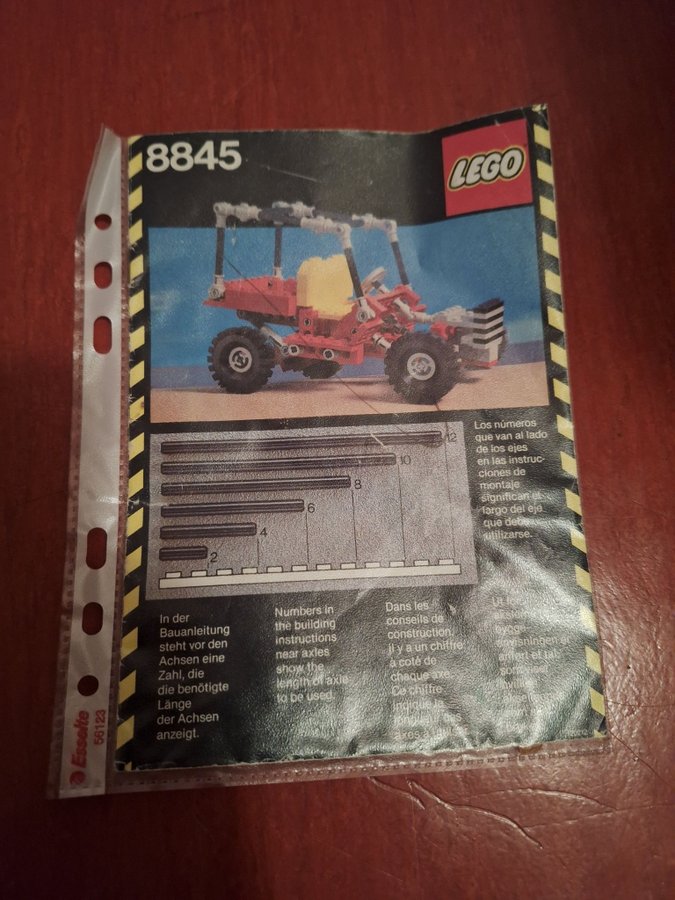 8845
LEGO
12
10
8
6
4
2
Los números
que van al lado
de los ejes
en las instruc-
ciones de
montaje
significan el
largo del eje
que debe
utilizarse.
In der
Bauanleitung
steht vor den
Achsen eine
Zahl, die
die benötigte
Länge
der Achsen
anzeigt.
Numbers in
the building
instructions
near axles
show the
length of axle
to be used.
Dans les
conseils de
construction,
il y a un chiffre
à coté de
chaque axe.
Ce chiffre
indique la
axes à
Esselte
56123